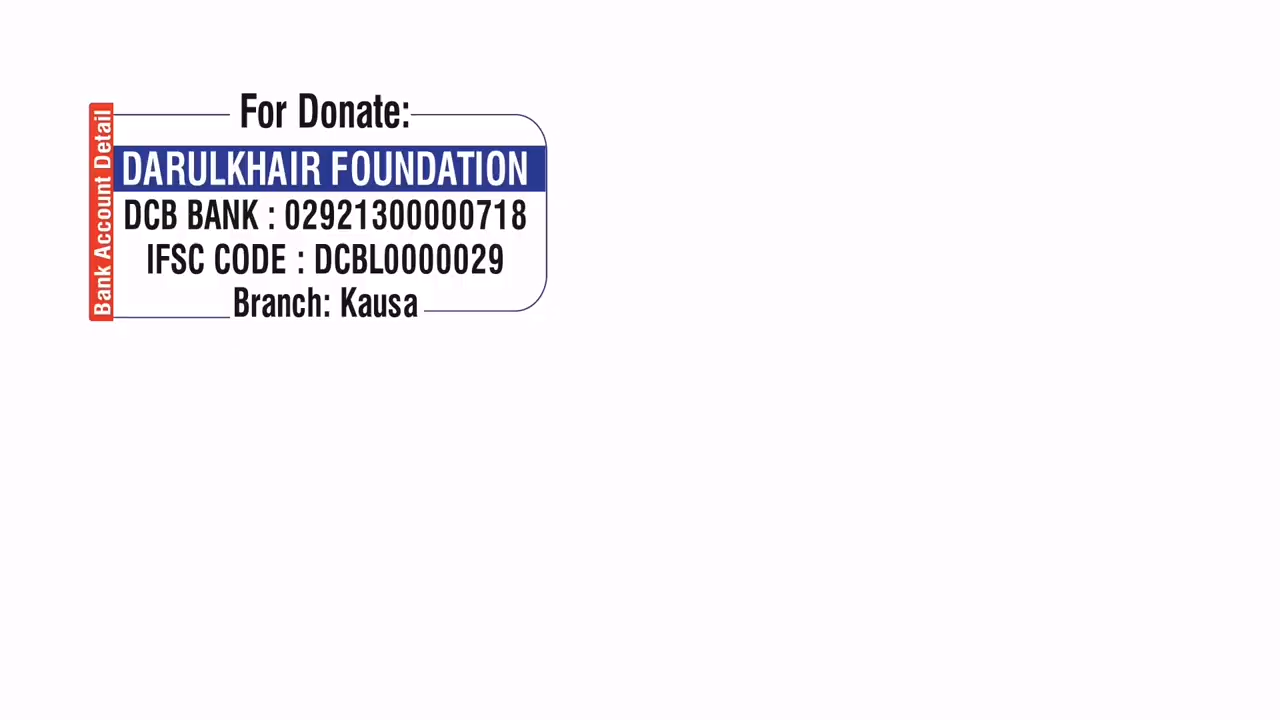 For Donate:
Bank Account Detail
DARULKHAIR FOUNDATION
DCB BANK : 02921300000718
IFSC CODE : DCBL0000029
Branch: Kausa